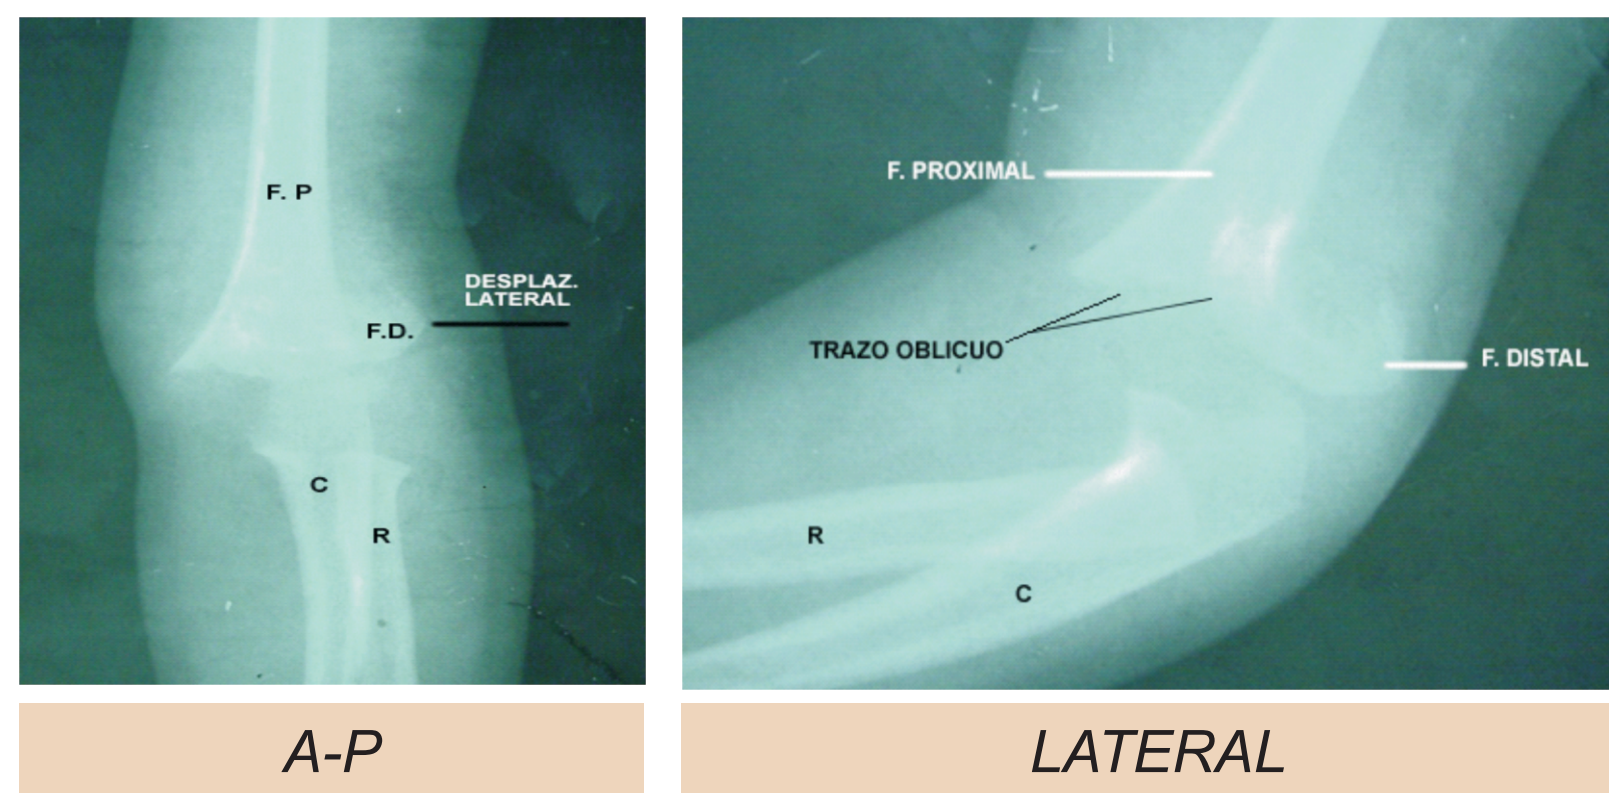 F. P
DESPLAZ.
LATERAL
F.D.
C
R
A-P
F. PROXIMAL
TRAZO OBLICUO
F. DISTAL
R
C
LATERAL